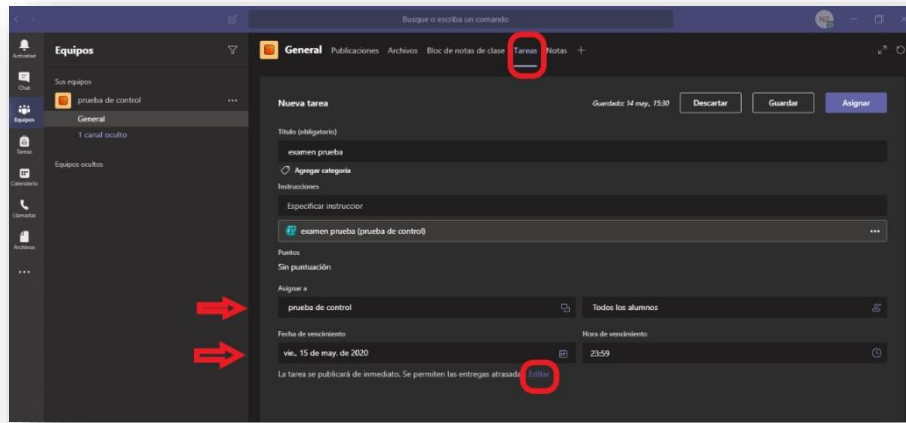 Busque o escriba un comando
NZ
Actividad
Chat
Equipos
Tareas
Calendario
Llamadas
Archivos
Equipos
Sus equipos
prueba de control
General
1 canal oculto
Equipos ocultos
General Publicaciones Archivos Bloc de notas de clase Tareas Notas
Nueva tarea
Guardado: 14 may., 15:30 Descartar Guardar Asignar
Título (obligatorio)
examen prueba
Agregar categoría
Instrucciones
Especificar instruccior
examen prueba (prueba de control)
Puntos
Sin puntuación
Asignar a
prueba de control Todos los alumnos
Fecha de vencimiento Hora de vencimiento
vie., 15 de may. de 2020 23:59
La tarea se publicará de inmediato. Se permiten las entregas atrasada Editar